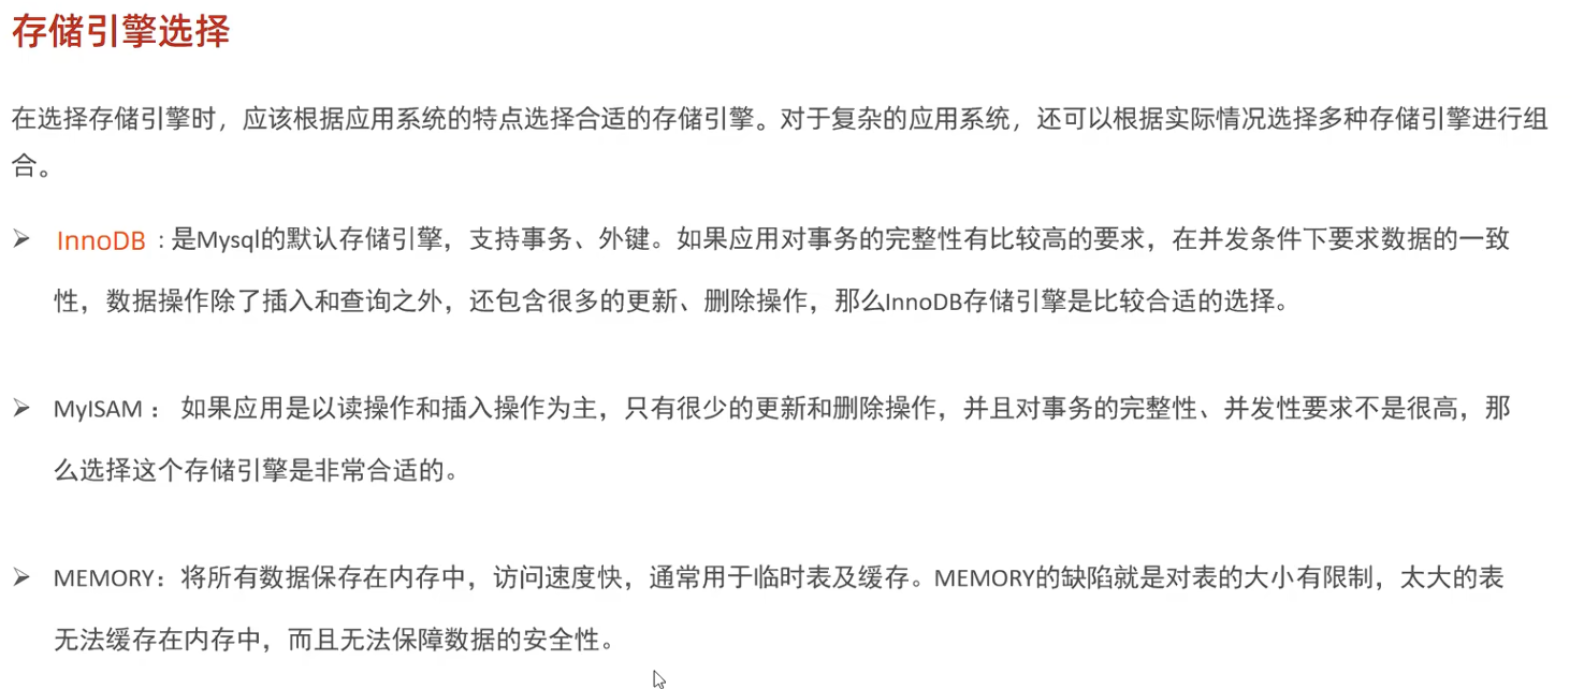 存储引擎选择
在选择存储引擎时，应该根据应用系统的特点选择合适的存储引擎。对于复杂的应用系统，还可以根据实际情况选择多种存储引擎进行组
合。
➢ InnoDB : 是Mysql的默认存储引擎，支持事务、外键。如果应用对事务的完整性有比较高的要求，在并发条件下要求数据的一致
性，数据操作除了插入和查询之外，还包含很多的更新、删除操作，那么InnoDB存储引擎是比较合适的选择。
➢ MyISAM ： 如果应用是以读操作和插入操作为主，只有很少的更新和删除操作，并且对事务的完整性、并发性要求不是很高，那
么选择这个存储引擎是非常合适的。
➢ MEMORY：将所有数据保存在内存中，访问速度快，通常用于临时表及缓存。MEMORY的缺陷就是对表的大小有限制，太大的表
无法缓存在内存中，而且无法保障数据的安全性。